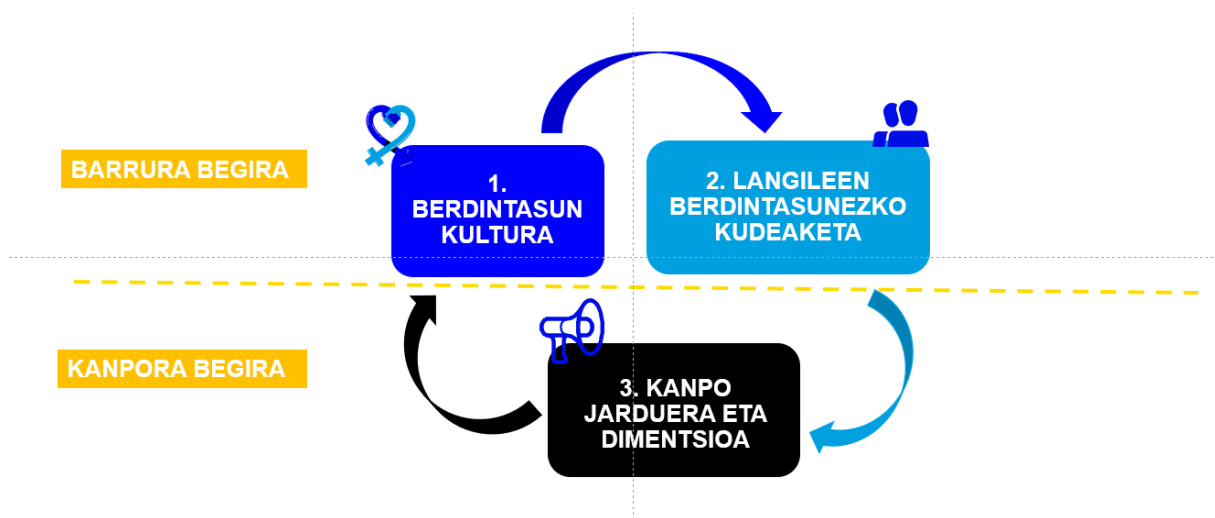 BARRURA BEGIRA
1.
BERDINTASUN
KULTURA
2. LANGILEEN
BERDINTASUNEZKO
KUDEAKETA
KANPORA BEGIRA
3. KANPO
JARDUERA ETA
DIMENTSIOA